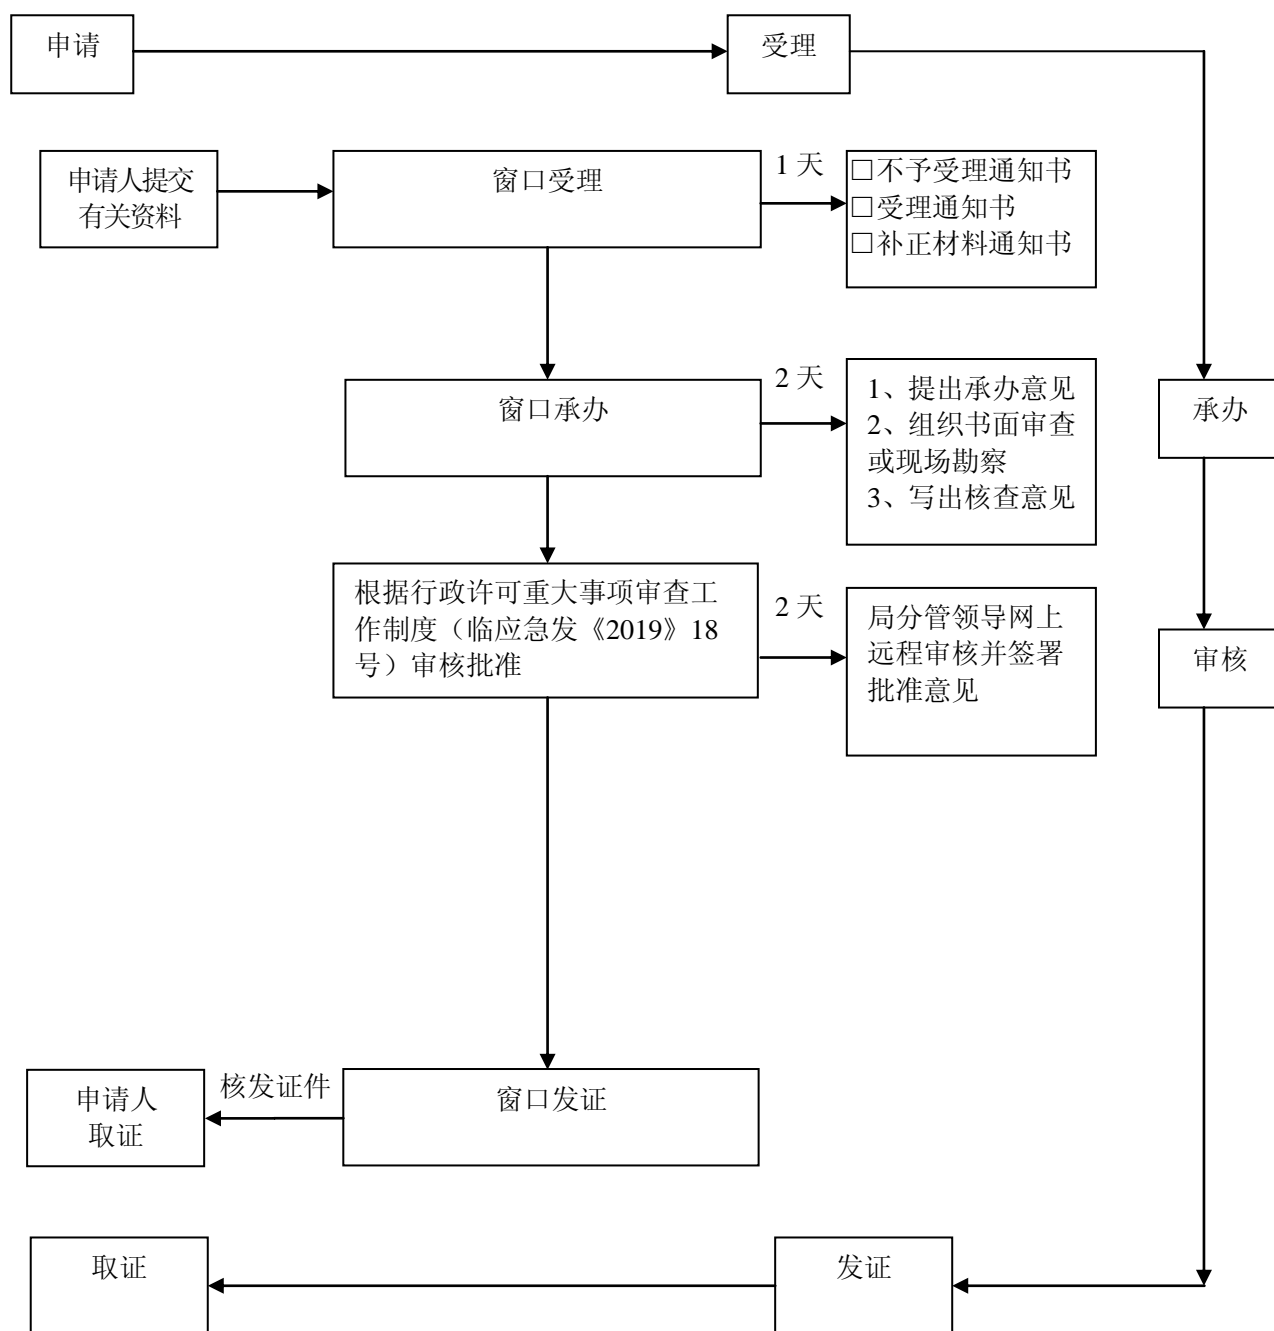 申请
受理
申请人提交
有关资料
窗口受理
1 天
□不予受理通知书
□受理通知书
□补正材料通知书
窗口承办
2 天
1、提出承办意见
2、组织书面审查
或现场勘察
3、写出核查意见
承办
根据行政许可重大事项审查工
作制度（临应急发《2019》18
号）审核批准
2 天
局分管领导网上
远程审核并签署
批准意见
审核
申请人
取证
核发证件
窗口发证
取证
发证